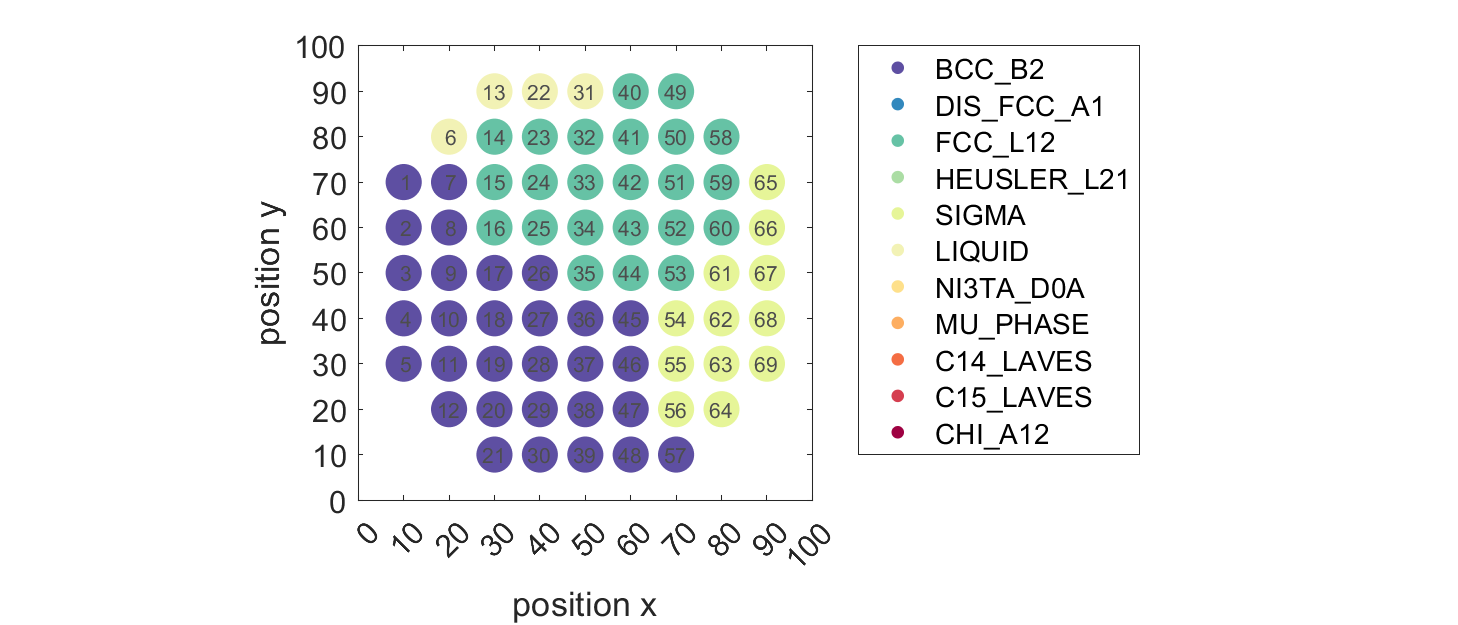 100
90
80
70
60
50
40
30
20
10
0
position y
13 22 31 40 49
6 14 23 32 41 50 58
1 7 15 24 33 42 51 59 65
2 8 16 25 34 43 52 60 66
3 9 17 26 35 44 53 61 67
4 10 18 27 36 45 54 62 68
5 11 19 28 37 46 55 63 69
12 20 29 38 47 56 64
21 30 39 48 57
0 10 20 30 40 50 60 70 80 90 100
position x
BCC_B2
DIS_FCC_A1
FCC_L12
HEUSLER_L21
SIGMA
LIQUID
NI3TA_D0A
MU_PHASE
C14_LAVES
C15_LAVES
CHI_A12